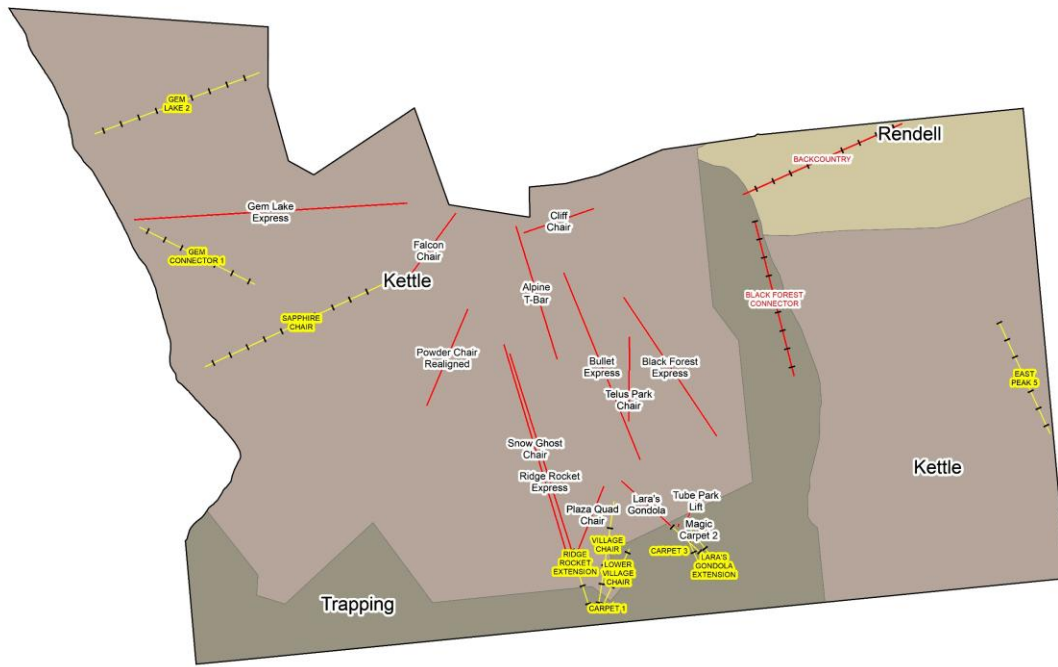 GEM
LAKE 2
Rendell
BACKCOUNTRY
Gem Lake
Express
Cliff
Chair
GEM
CONNECTOR 1
Falcon
Chair
Kettle
Alpine
T-Bar
BLACK FOREST
CONNECTOR
SAPPHIRE
CHAIR
Powder Chair
Realigned
Bullet
Express
Black Forest
Express
EAST
PEAK 5
Telus Park
Chair
Snow Ghost
Chair
Ridge Rocket
Express
Kettle
Plaza Quad
Chair
Lara's
Gondola
Tube Park
Lift
Magic
Carpet 2
VILLAGE
CHAIR
CARPET 3
RIDGE
ROCKET
EXTENSION
LOWER
VILLAGE
CHAIR
LARA'S
GONDOLA
EXTENSION
Trapping
CARPET 1